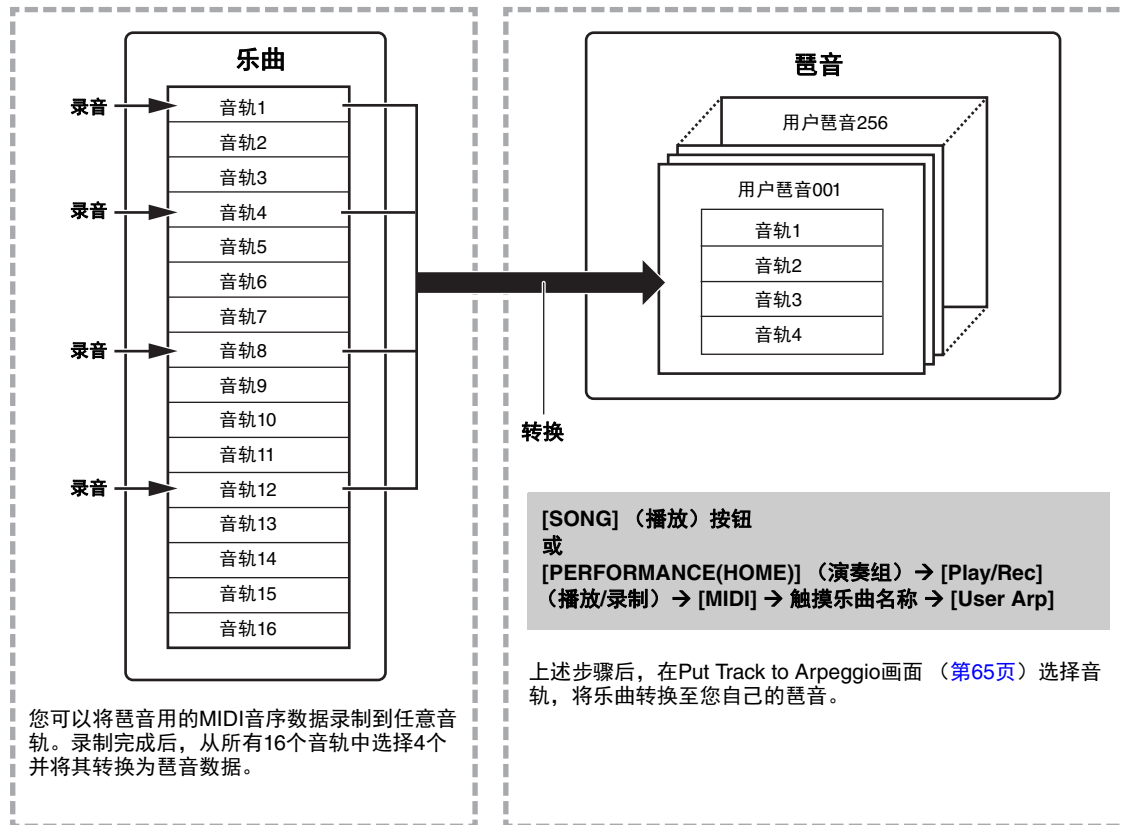 乐曲
录音
音轨1
音轨2
音轨3
录音
音轨4
音轨5
音轨6
音轨7
录音
音轨8
音轨9
音轨10
音轨11
录音
音轨12
音轨13
音轨14
音轨15
音轨16
您可以将琶音用的MIDI音序数据录制到任意音
轨。录制完成后，从所有16个音轨中选择4个
并将其转换为琶音数据。
琶音
用户琶音256
用户琶音001
音轨1
音轨2
音轨3
音轨4
转换
[SONG] （播放）按钮
或
[PERFORMANCE(HOME)] （演奏组）→ [Play/Rec]
（播放/录制）→ [MIDI] → 触摸乐曲名称 → [User Arp]
上述步骤后，在Put Track to Arpeggio画面 （第65页）选择音
轨，将乐曲转换至您自己的琶音。